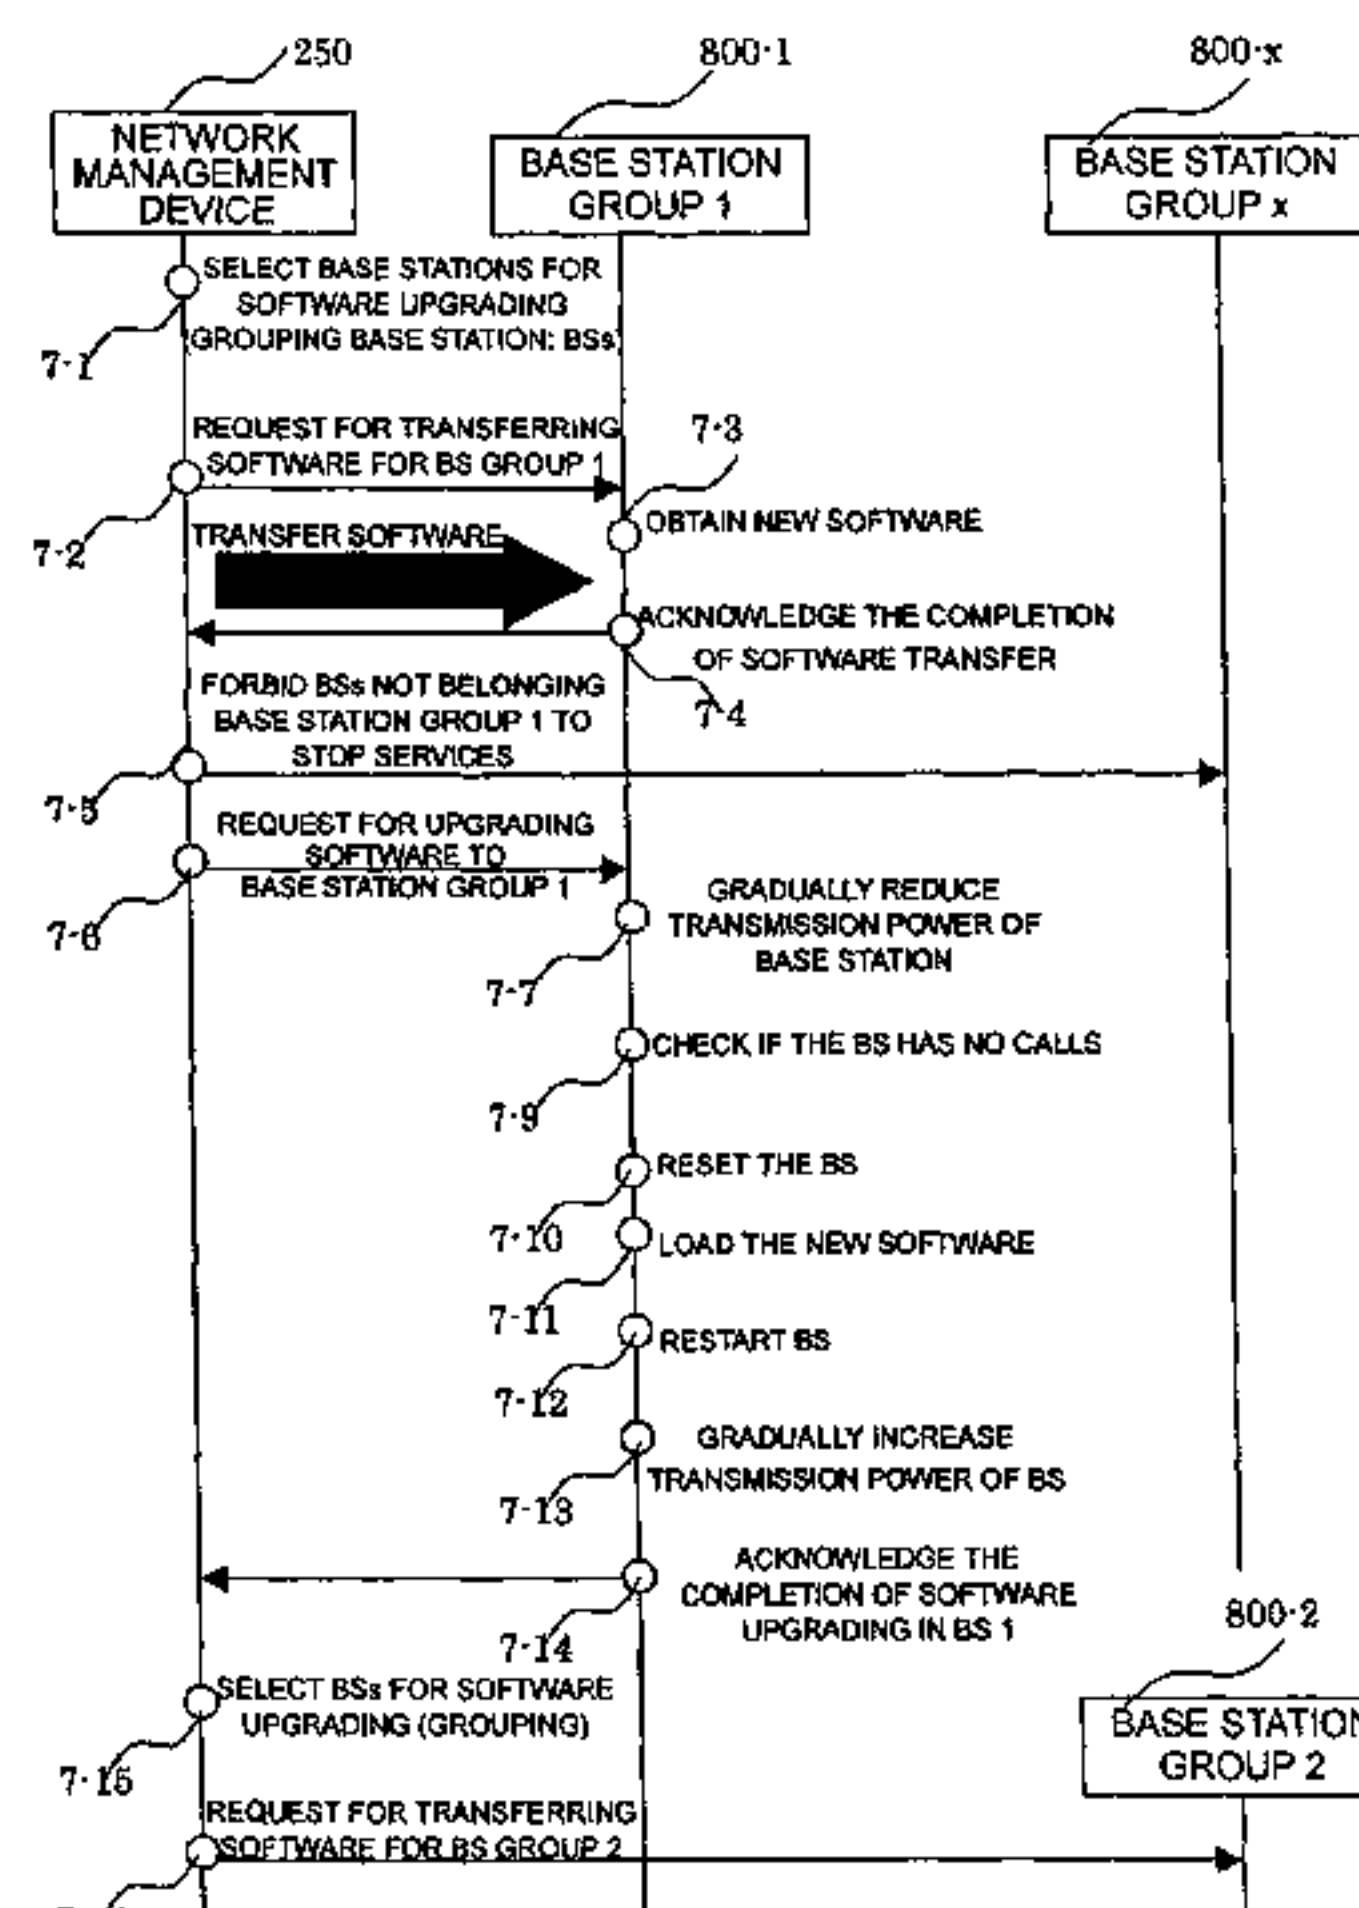 250
800·1
800·x
NETWORK
MANAGEMENT
DEVICE
BASE STATION
GROUP 1
BASE STATION
GROUP x
SELECT BASE STATIONS FOR
SOFTWARE UPGRADING
GROUPING BASE STATION: BSs
7·1
REQUEST FOR TRANSFERRING
SOFTWARE FOR BS GROUP 1
7·2
7·3
OBTAIN NEW SOFTWARE
TRANSFER SOFTWARE
ACKNOWLEDGE THE COMPLETION
OF SOFTWARE TRANSFER
7·4
FORBID BSs NOT BELONGING
BASE STATION GROUP 1 TO
STOP SERVICES
7·5
REQUEST FOR UPGRADING
SOFTWARE TO
BASE STATION GROUP 1
7·6
GRADUALLY REDUCE
TRANSMISSION POWER OF
BASE STATION
7·7
CHECK IF THE BS HAS NO CALLS
7·9
RESET THE BS
7·10
LOAD THE NEW SOFTWARE
7·11
RESTART BS
7·12
GRADUALLY INCREASE
TRANSMISSION POWER OF BS
7·13
ACKNOWLEDGE THE
COMPLETION OF SOFTWARE
UPGRADING IN BS 1
7·14
800·2
SELECT BSs FOR SOFTWARE
UPGRADING (GROUPING)
7·15
BASE STATION
GROUP 2
REQUEST FOR TRANSFERRING
SOFTWARE FOR BS GROUP 2